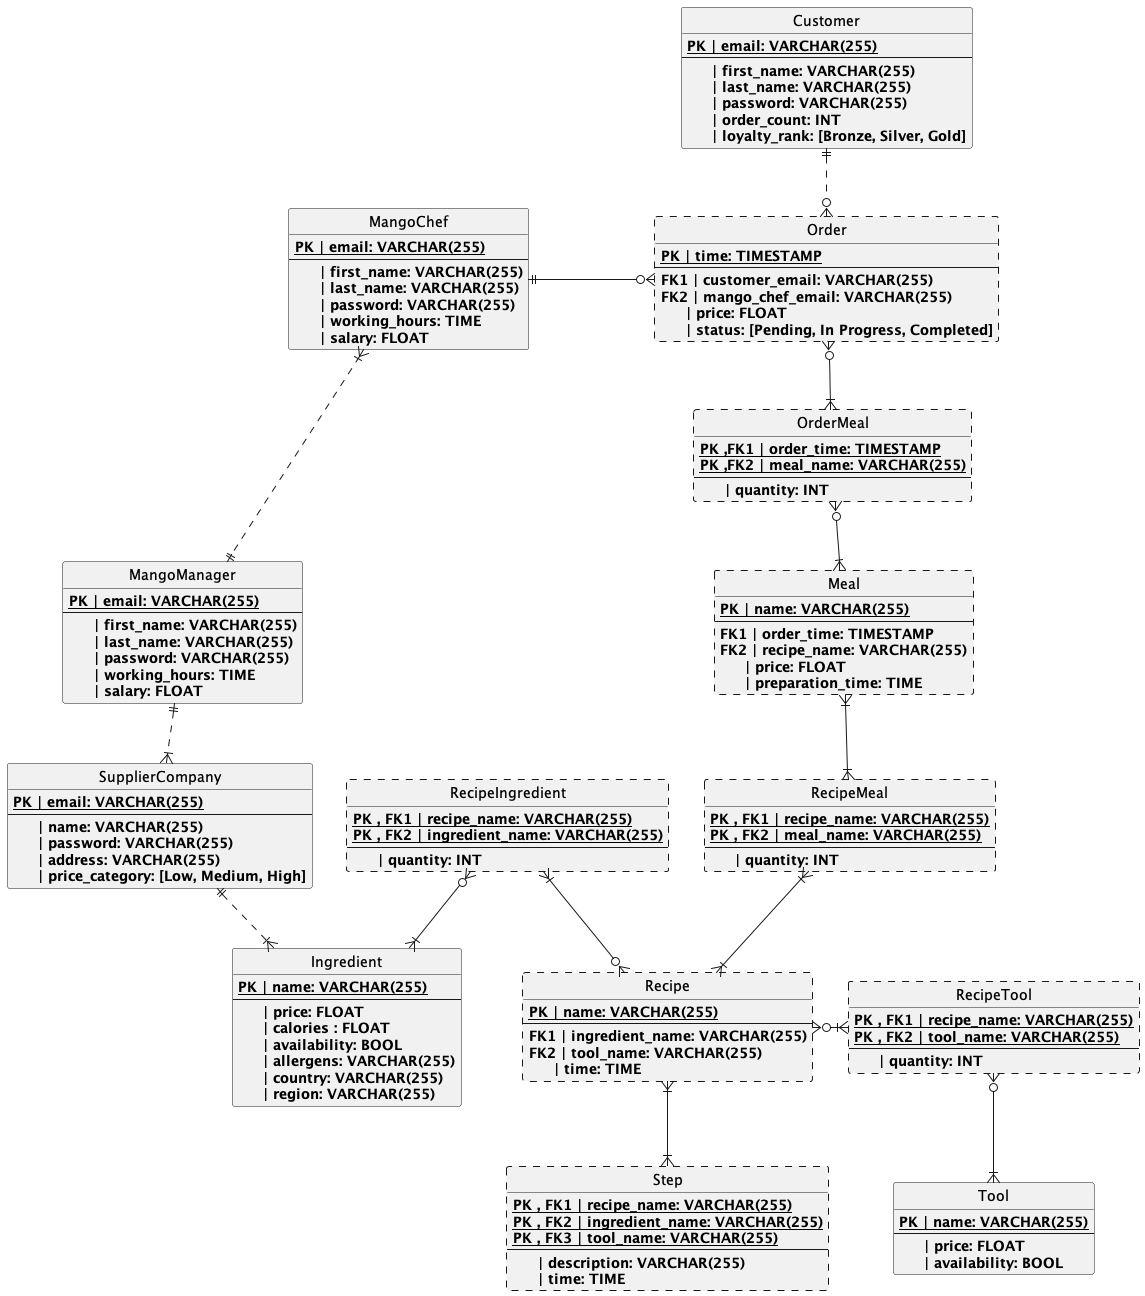 Customer
PK | email: VARCHAR(255)
| first_name: VARCHAR(255)
| last_name: VARCHAR(255)
| password: VARCHAR(255)
| order_count: INT
| loyalty_rank: [Bronze, Silver, Gold]
MangoChef
PK | email: VARCHAR(255)
| first_name: VARCHAR(255)
| last_name: VARCHAR(255)
| password: VARCHAR(255)
| working_hours: TIME
| salary: FLOAT
Order
PK | time: TIMESTAMP
FK1 | customer_email: VARCHAR(255)
FK2 | mango_chef_email: VARCHAR(255)
| price: FLOAT
| status: [Pending, In Progress, Completed]
OrderMeal
PK ,FK1 | order_time: TIMESTAMP
PK ,FK2 | meal_name: VARCHAR(255)
| quantity: INT
MangoManager
PK | email: VARCHAR(255)
| first_name: VARCHAR(255)
| last_name: VARCHAR(255)
| password: VARCHAR(255)
| working_hours: TIME
| salary: FLOAT
Meal
PK | name: VARCHAR(255)
FK1 | order_time: TIMESTAMP
FK2 | recipe_name: VARCHAR(255)
| price: FLOAT
| preparation_time: TIME
SupplierCompany
PK | email: VARCHAR(255)
| name: VARCHAR(255)
| password: VARCHAR(255)
| address: VARCHAR(255)
| price_category: [Low, Medium, High]
RecipeIngredient
PK , FK1 | recipe_name: VARCHAR(255)
PK , FK2 | ingredient_name: VARCHAR(255)
| quantity: INT
RecipeMeal
PK , FK1 | recipe_name: VARCHAR(255)
PK , FK2 | meal_name: VARCHAR(255)
| quantity: INT
Ingredient
PK | name: VARCHAR(255)
| price: FLOAT
| calories : FLOAT
| availability: BOOL
| allergens: VARCHAR(255)
| country: VARCHAR(255)
| region: VARCHAR(255)
Recipe
PK | name: VARCHAR(255)
FK1 | ingredient_name: VARCHAR(255)
FK2 | tool_name: VARCHAR(255)
| time: TIME
RecipeTool
PK , FK1 | recipe_name: VARCHAR(255)
PK , FK2 | tool_name: VARCHAR(255)
| quantity: INT
Step
PK , FK1 | recipe_name: VARCHAR(255)
PK , FK2 | ingredient_name: VARCHAR(255)
PK , FK3 | tool_name: VARCHAR(255)
| description: VARCHAR(255)
| time: TIME
Tool
PK | name: VARCHAR(255)
| price: FLOAT
| availability: BOOL